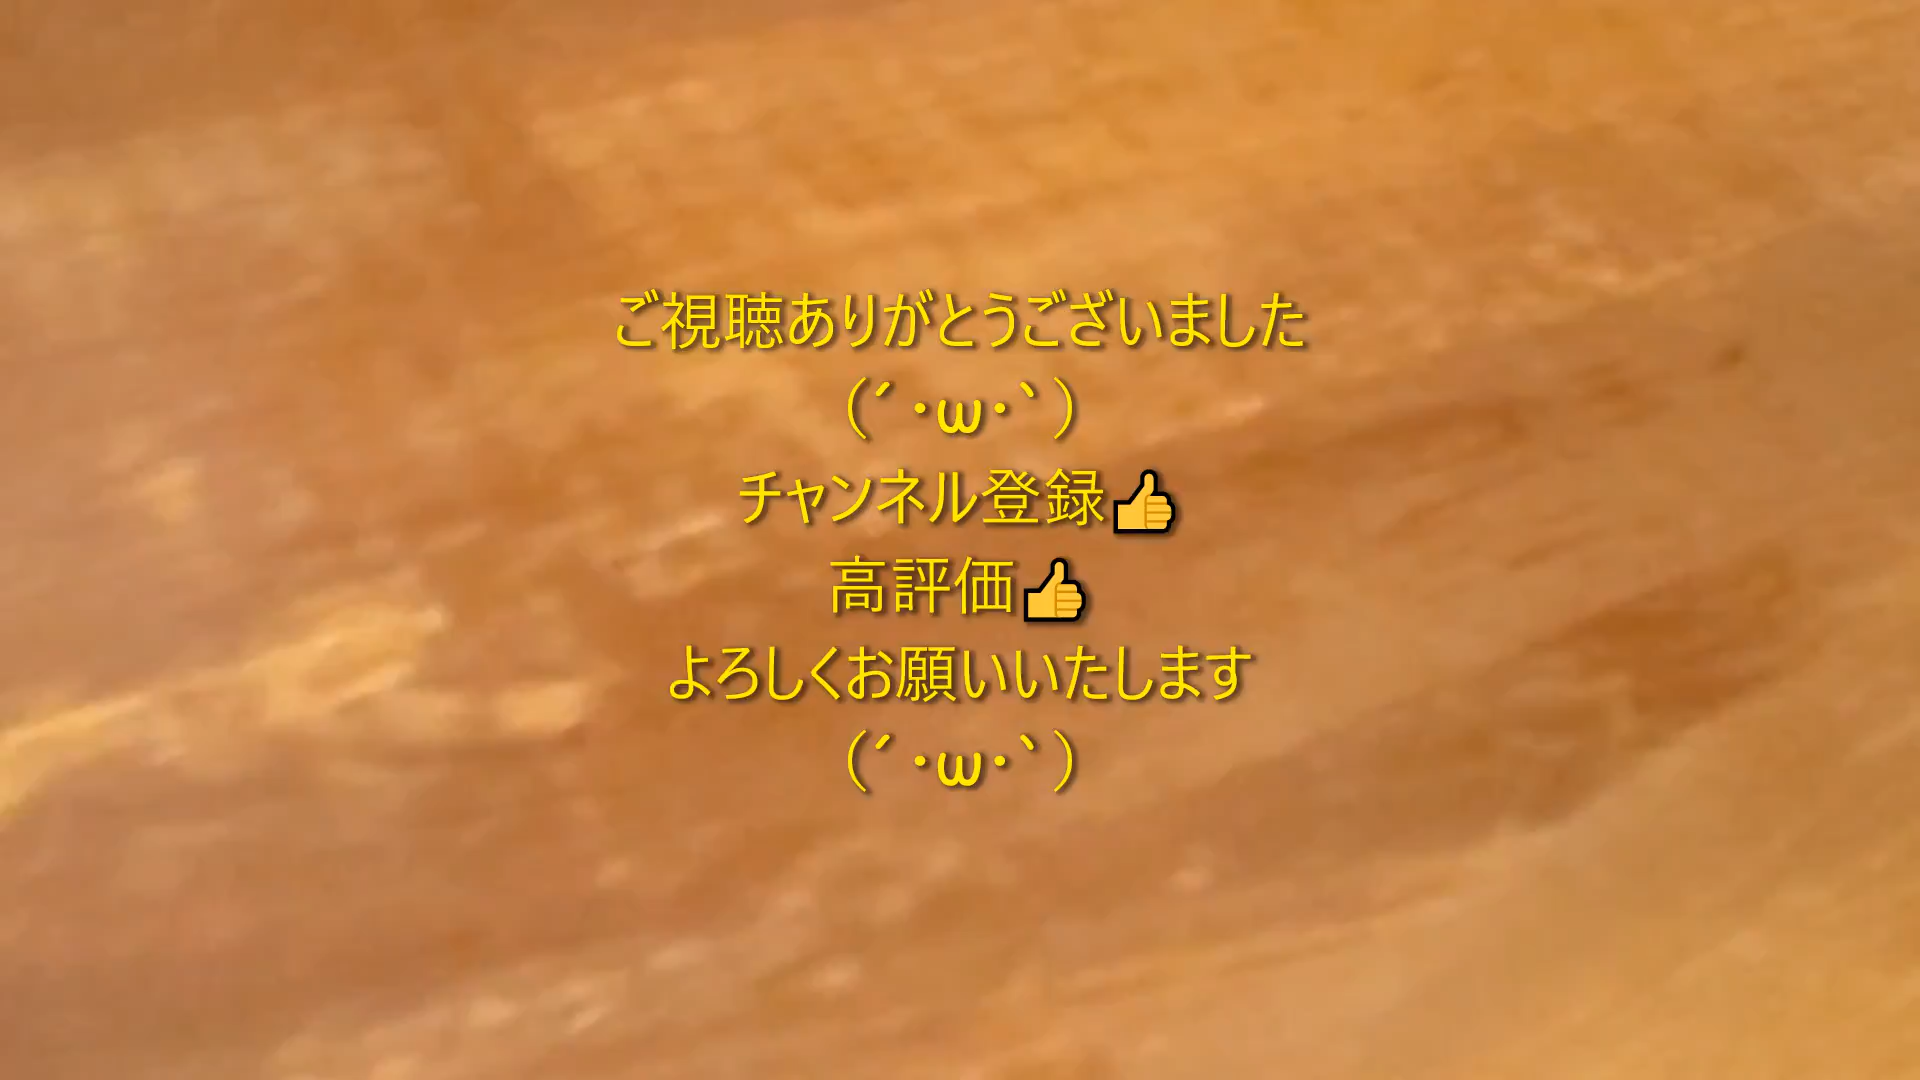 ご視聴ありがとうございました
(´･ω･`)
チャンネル登録👍
高評価👍
よろしくお願いいたします
(´･ω･`)